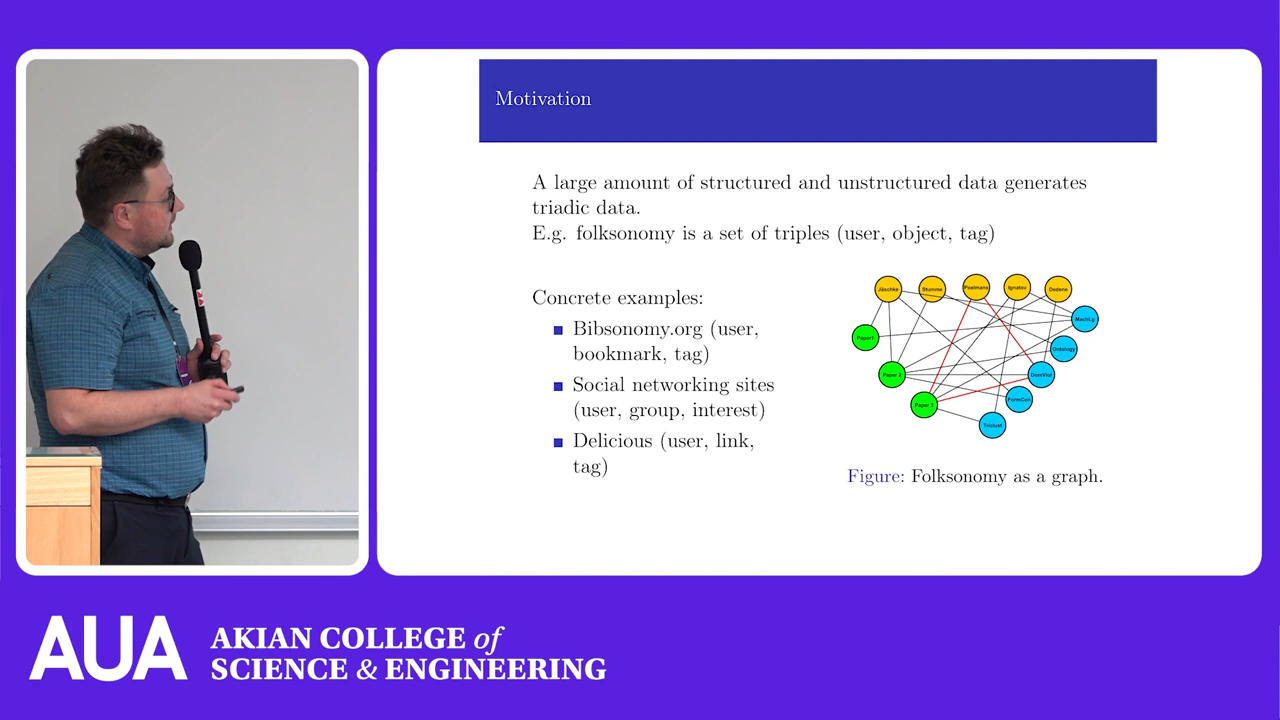 Motivation
A large amount of structured and unstructured data generates
triadic data.
E.g. folksonomy is a set of triples (user, object, tag)
Concrete examples:
Bibsonomy.org (user,
bookmark, tag)
Social networking sites
(user, group, interest)
Delicious (user, link,
tag)
Jäschke
Stumme
Poelmans
Ignatov
Dedene
MachLg
Paper1
Ontology
Paper 2
DomViol
FormCon
Paper 3
Triclust
Figure: Folksonomy as a graph.
AUA
AKIAN COLLEGE of
SCIENCE & ENGINEERING